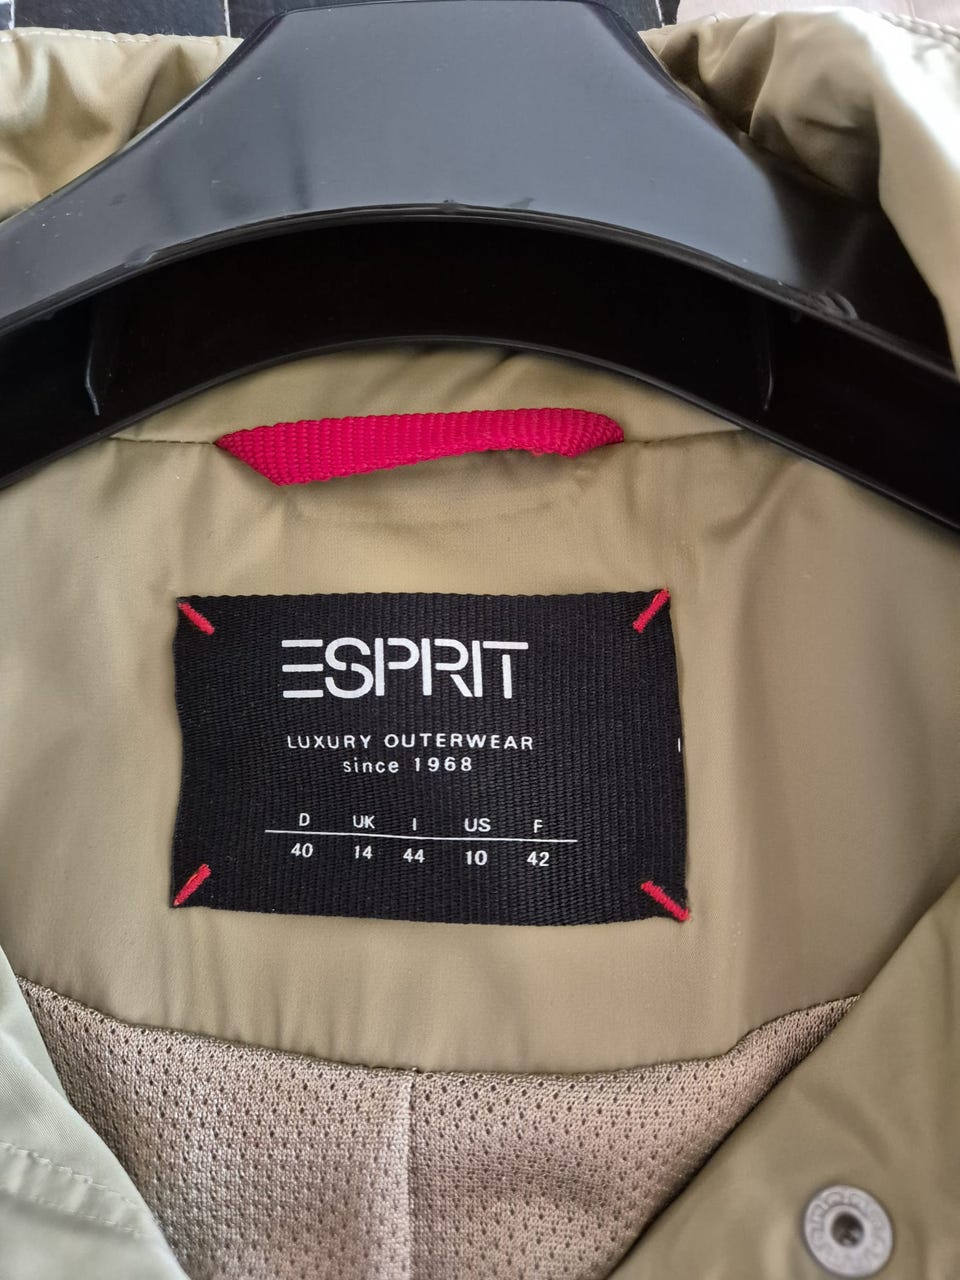 ESPRIT
LUXURY OUTERWEAR
since 1968
D UK I US F
40 14 44 10 42